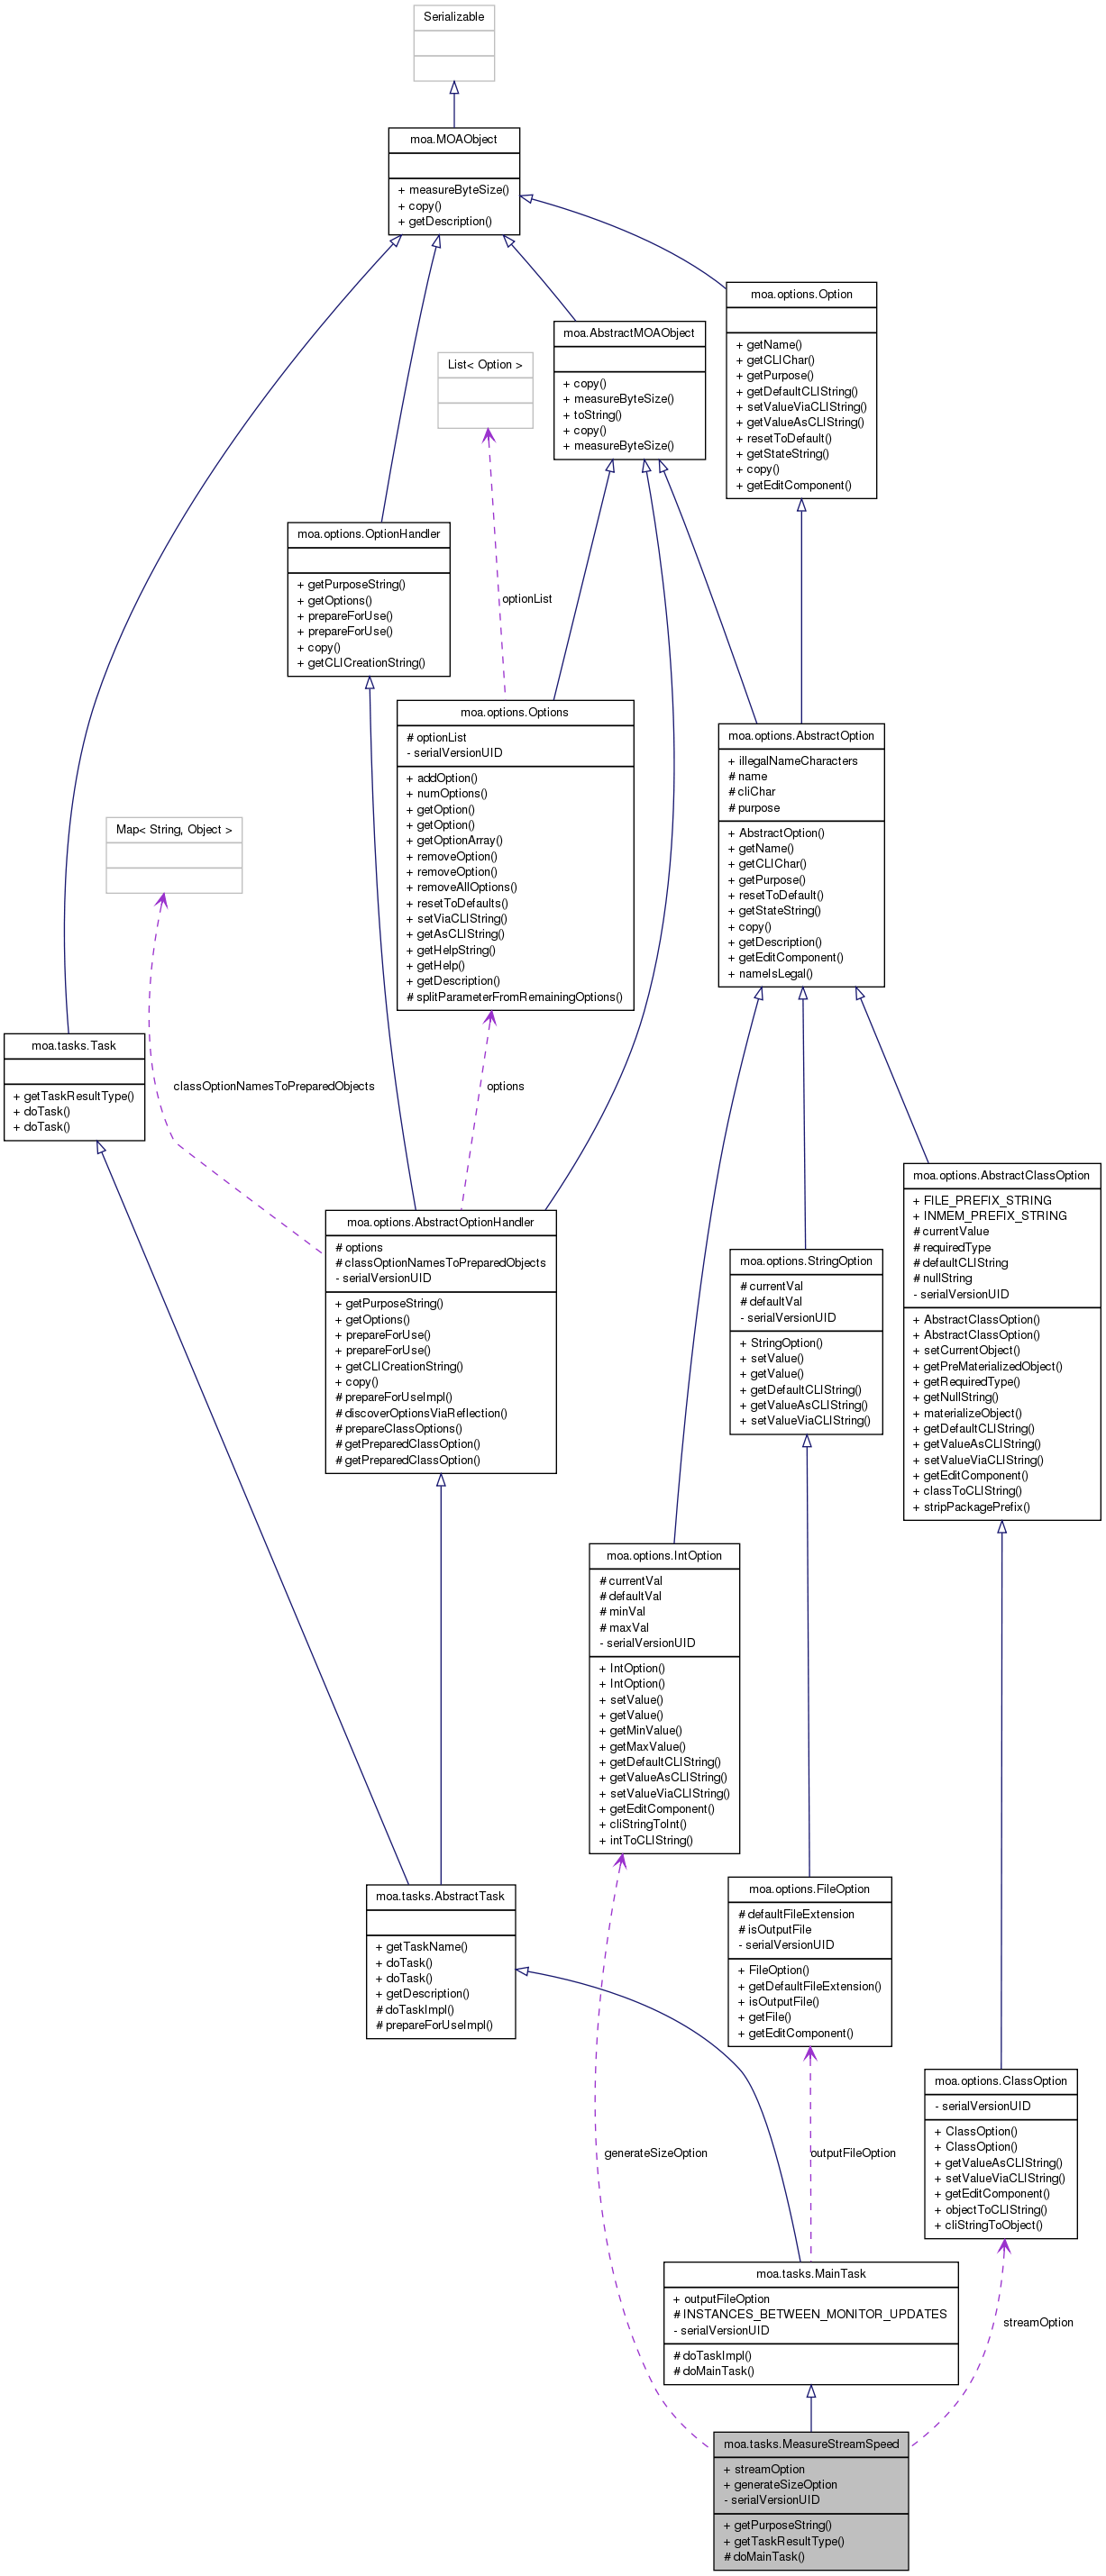 Serializable
moa.MOAObject
+ measureByteSize()
+ copy()
+ getDescription()
moa.options.Option
+ getName()
+ getCLIChar()
+ getPurpose()
+ getDefaultCLIString()
+ setValueViaCLIString()
+ getValueAsCLIString()
+ resetToDefault()
+ getStateString()
+ copy()
+ getEditComponent()
moa.AbstractMOAObject
+ copy()
+ measureByteSize()
+ toString()
+ copy()
+ measureByteSize()
List< Option >
moa.options.OptionHandler
+ getPurposeString()
+ getOptions()
+ prepareForUse()
+ prepareForUse()
+ copy()
+ getCLICreationString()
optionList
moa.options.Options
# optionList
- serialVersionUID
+ addOption()
+ numOptions()
+ getOption()
+ getOption()
+ getOptionArray()
+ removeOption()
+ removeOption()
+ removeAllOptions()
+ resetToDefaults()
+ setViaCLIString()
+ getAsCLIString()
+ getHelpString()
+ getHelp()
+ getDescription()
# splitParameterFromRemainingOptions()
moa.options.AbstractOption
+ illegalNameCharacters
# name
# cliChar
# purpose
+ AbstractOption()
+ getName()
+ getCLIChar()
+ getPurpose()
+ resetToDefault()
+ getStateString()
+ copy()
+ getDescription()
+ getEditComponent()
+ nameIsLegal()
Map< String, Object >
moa.tasks.Task
+ getTaskResultType()
+ doTask()
+ doTask()
classOptionNamesToPreparedObjects
options
moa.options.AbstractClassOption
+ FILE_PREFIX_STRING
+ INMEM_PREFIX_STRING
# currentValue
# requiredType
# defaultCLIString
# nullString
- serialVersionUID
+ AbstractClassOption()
+ AbstractClassOption()
+ setCurrentObject()
+ getPreMaterializedObject()
+ getRequiredType()
+ getNullString()
+ materializeObject()
+ getDefaultCLIString()
+ getValueAsCLIString()
+ setValueViaCLIString()
+ getEditComponent()
+ classToCLIString()
+ stripPackagePrefix()
moa.options.AbstractOptionHandler
# options
# classOptionNamesToPreparedObjects
- serialVersionUID
+ getPurposeString()
+ getOptions()
+ prepareForUse()
+ prepareForUse()
+ getCLICreationString()
+ copy()
# prepareForUseImpl()
# discoverOptionsViaReflection()
# prepareClassOptions()
# getPreparedClassOption()
# getPreparedClassOption()
moa.options.StringOption
# currentVal
# defaultVal
- serialVersionUID
+ StringOption()
+ setValue()
+ getValue()
+ getDefaultCLIString()
+ getValueAsCLIString()
+ setValueViaCLIString()
moa.options.IntOption
# currentVal
# defaultVal
# minVal
# maxVal
- serialVersionUID
+ IntOption()
+ IntOption()
+ setValue()
+ getValue()
+ getMinValue()
+ getMaxValue()
+ getDefaultCLIString()
+ getValueAsCLIString()
+ setValueViaCLIString()
+ getEditComponent()
+ cliStringToInt()
+ intToCLIString()
moa.options.FileOption
# defaultFileExtension
# isOutputFile
- serialVersionUID
+ FileOption()
+ getDefaultFileExtension()
+ isOutputFile()
+ getFile()
+ getEditComponent()
moa.tasks.AbstractTask
+ getTaskName()
+ doTask()
+ doTask()
+ getDescription()
# doTaskImpl()
# prepareForUseImpl()
moa.options.ClassOption
- serialVersionUID
+ ClassOption()
+ ClassOption()
+ getValueAsCLIString()
+ setValueViaCLIString()
+ getEditComponent()
+ objectToCLIString()
+ cliStringToObject()
generateSizeOption
outputFileOption
moa.tasks.MainTask
+ outputFileOption
# INSTANCES_BETWEEN_MONITOR_UPDATES
- serialVersionUID
# doTaskImpl()
# doMainTask()
streamOption
moa.tasks.MeasureStreamSpeed
+ streamOption
+ generateSizeOption
- serialVersionUID
+ getPurposeString()
+ getTaskResultType()
# doMainTask()